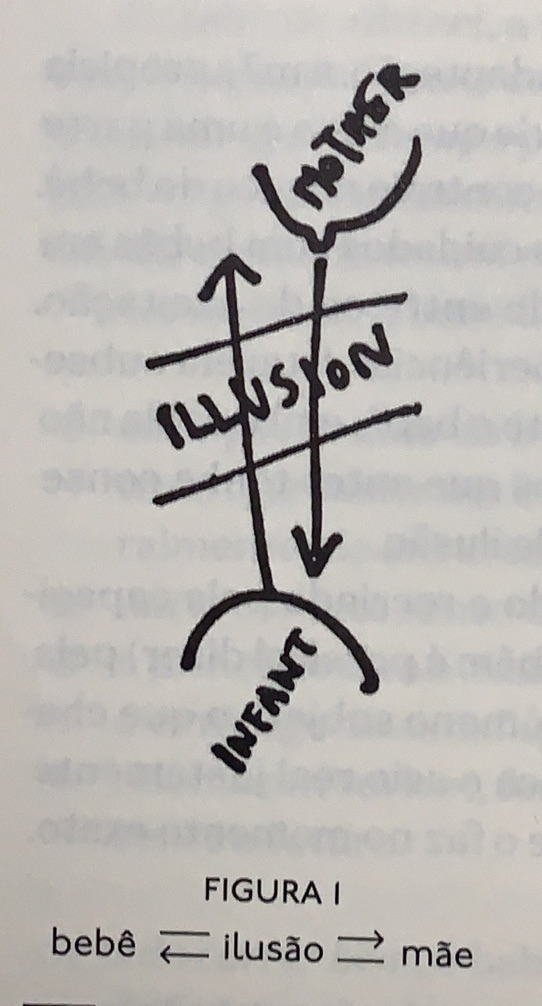 MOTHER
ILLUSION
INFANT
FIGURA I
bebê ⇆ ilusão ⇄ mãe